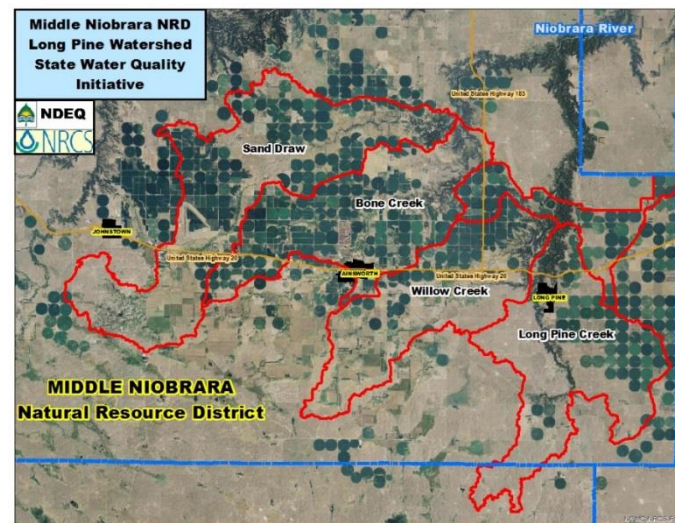 Middle Niobrara NRD
Long Pine Watershed
State Water Quality
Initiative
NDEQ
NRCS
Niobrara River
United States Highway 183
Sand Draw
Bone Creek
JOHNSTOWN
United States Highway 20
AINSWORTH
United States Highway 20
Willow Creek
LONG PINE
Long Pine Creek
MIDDLE NIOBRARA
Natural Resource District